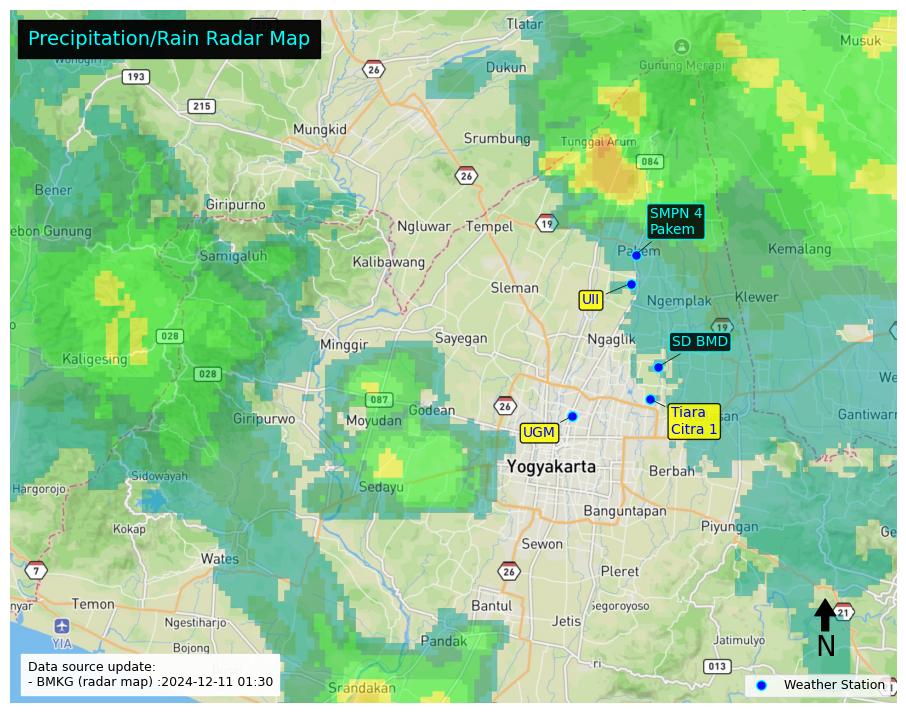 Precipitation/Rain Radar Map
Tlatar
Musuk
Gunung Merapi
Dukun
26
193
215
Mungkid
Srumbung
Tunggal Arum
084
26
Bener
Giripurno
SMPN 4
Pakem
19
ebon Gunung
Ngluwar
Tempel
Samigaluh
Kalibawang
Pakem
Kemalang
Sleman
UII
Ngemplak
Klewer
19
028
Minggir
Sayegan
Ngaglik
SD BMD
Kaligesing
028
We
087
Godean
26
Moyudan
Giripurwo
UGM
Tiara
Citra 1
an
Gantiwar
Yogyakarta
Berbah
Sidowayah
Sedayu
Hargorojo
Banguntapan
Piyungan
Kokap
Ge
Sewon
Wates
7
26
Pleret
nyar
Temon
Bantul
Segoroyoso
21
Ngestiharjo
Jetis
YIA
Pandak
Jatimulyo
N
Bojong
ri
013
Data source update:
- BMKG (radar map) :2024-12-11 01:30
Srandakan
Weather Station